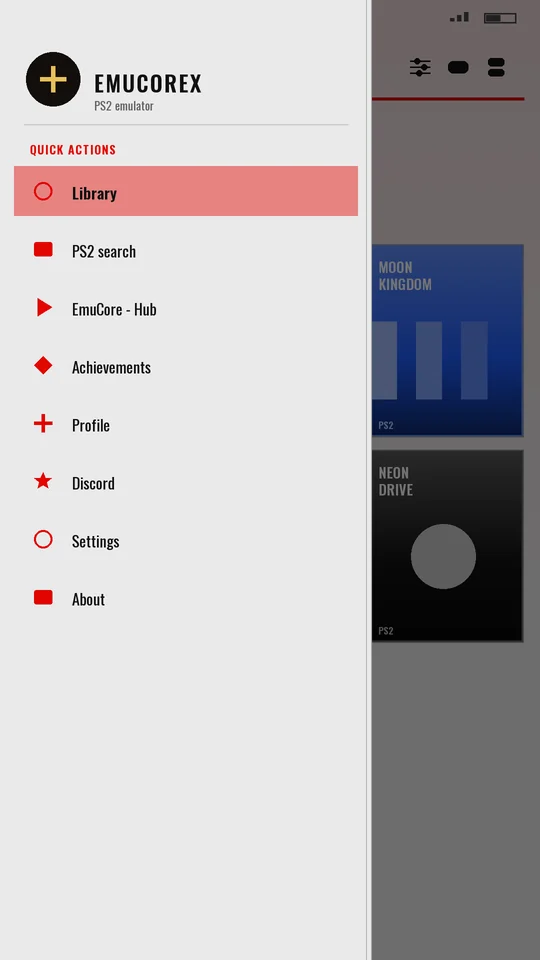 EMUCOREX
PS2 emulator
QUICK ACTIONS
Library
PS2 search
EmuCore - Hub
Achievements
Profile
Discord
Settings
About
MOON
KINGDOM
PS2
NEON
DRIVE
PS2